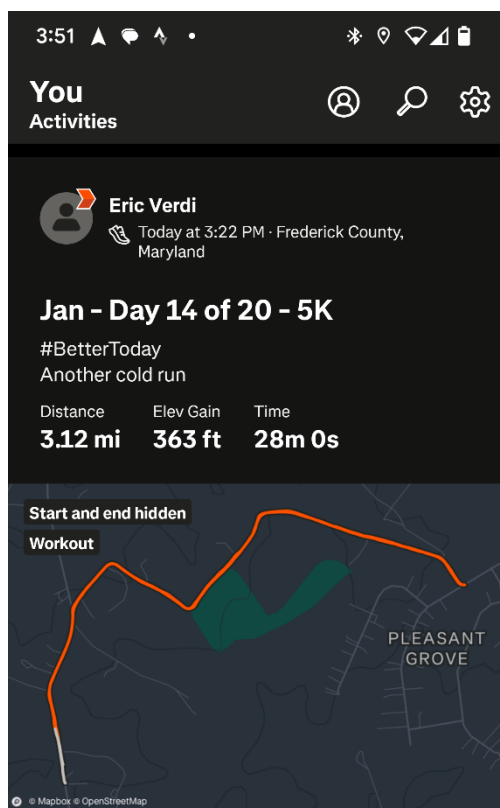 3:51
You
Activities
Eric Verdi
Today at 3:22 PM · Frederick County,
Maryland
Jan - Day 14 of 20 - 5K
#BetterToday
Another cold run
Distance Elev Gain Time
3.12 mi 363 ft 28m 0s
Start and end hidden
Workout
PLEASANT
GROVE
© Mapbox © OpenStreetMap